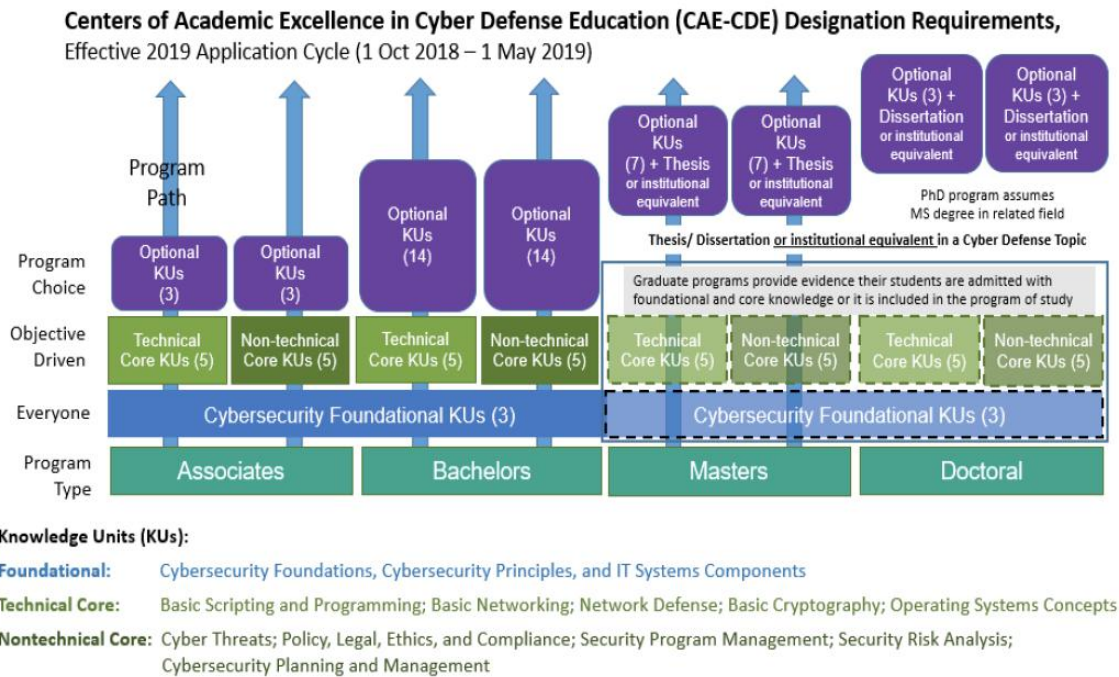 Centers of Academic Excellence in Cyber Defense Education (CAE-CDE) Designation Requirements,
Effective 2019 Application Cycle (1 Oct 2018 – 1 May 2019)
Program
Path
Program
Choice
Optional
KUs
(3)
Optional
KUs
(3)
Optional
KUs
(14)
Optional
KUs
(14)
Optional
KUs
(7) + Thesis
or institutional
equivalent
Optional
KUs
(7) + Thesis
or institutional
equivalent
Optional
KUs (3) +
Dissertation
or institutional
equivalent
Optional
KUs (3) +
Dissertation
or institutional
equivalent
PhD program assumes
MS degree in related field
Thesis/ Dissertation or institutional equivalent in a Cyber Defense Topic
Graduate programs provide evidence their students are admitted with
foundational and core knowledge or it is included in the program of study
Objective
Driven
Technical
Core KUs (5)
Non-technical
Core KUs (5)
Technical
Core KUs (5)
Non-technical
Core KUs (5)
Technical
Core KUs (5)
Non-technical
Core KUs (5)
Technical
Core KUs (5)
Non-technical
Core KUs (5)
Everyone
Cybersecurity Foundational KUs (3)
Cybersecurity Foundational KUs (3)
Program
Type
Associates
Bachelors
Masters
Doctoral
Knowledge Units (KUs):
Foundational: Cybersecurity Foundations, Cybersecurity Principles, and IT Systems Components
Technical Core: Basic Scripting and Programming; Basic Networking; Network Defense; Basic Cryptography; Operating Systems Concepts
Nontechnical Core: Cyber Threats; Policy, Legal, Ethics, and Compliance; Security Program Management; Security Risk Analysis;
Cybersecurity Planning and Management